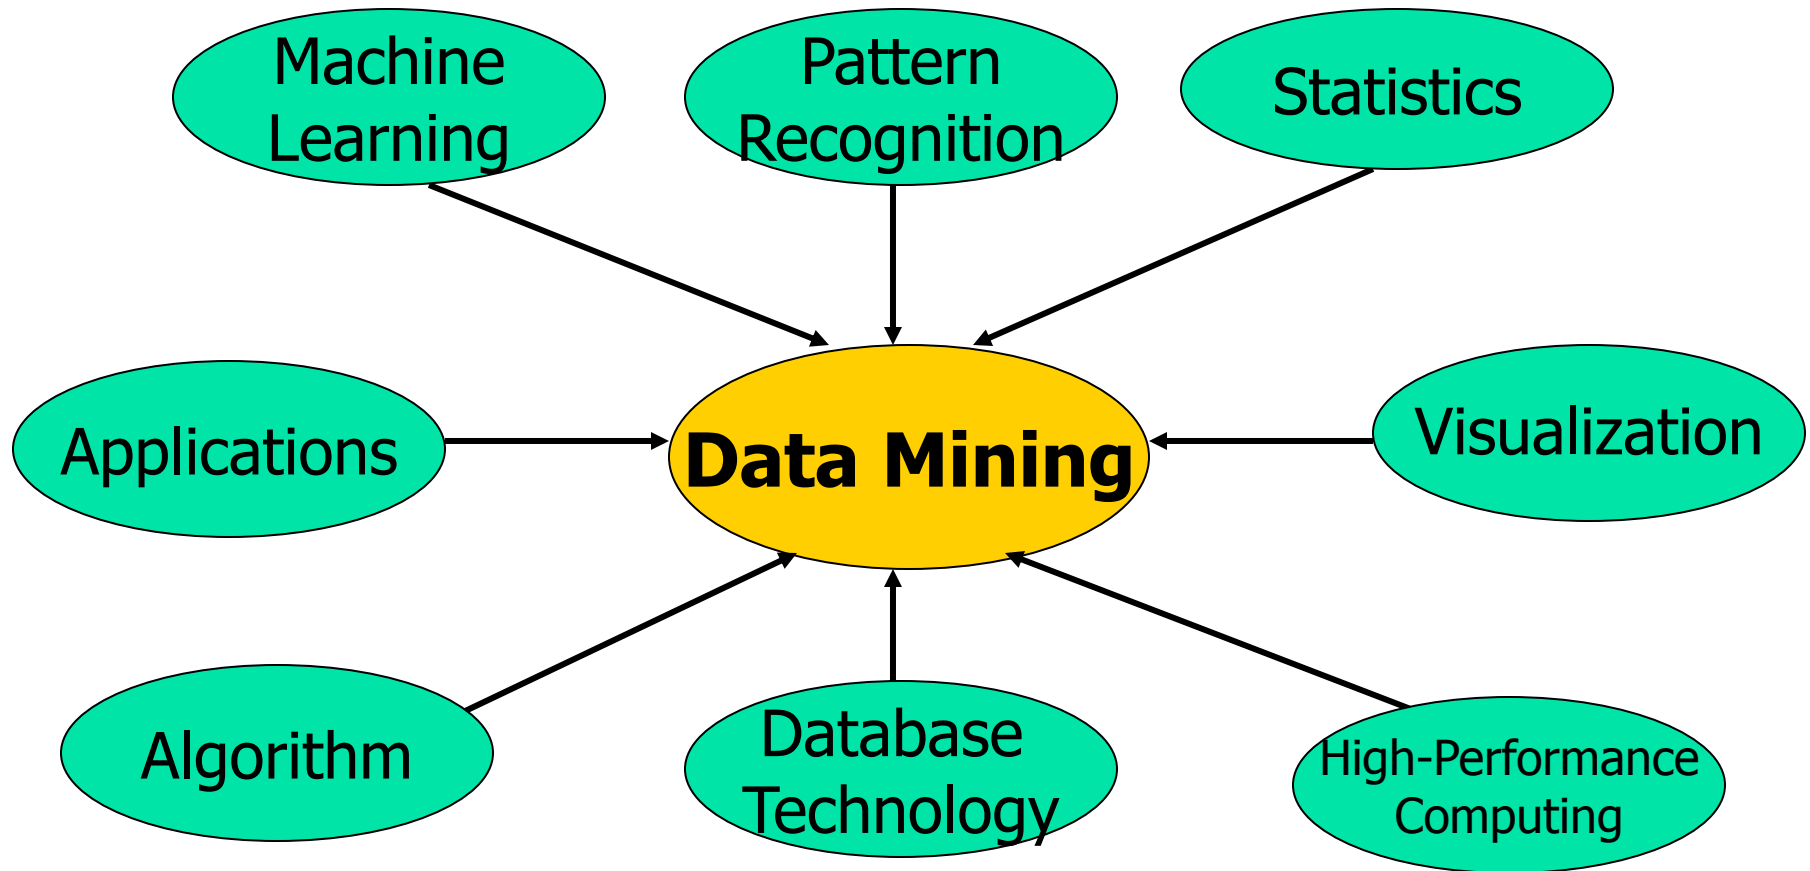 Machine
Learning
Pattern
Recognition
Statistics
Applications
Data Mining
Visualization
Algorithm
Database
Technology
High-Performance
Computing